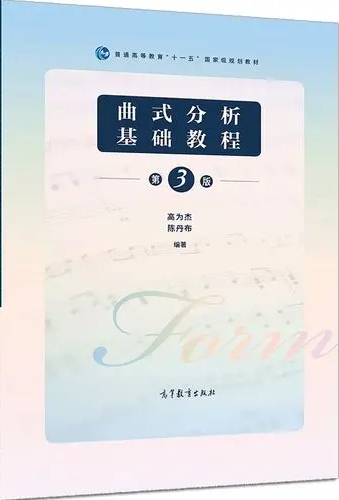 普通高等教育"十一五"国家级规划教材
曲式分析
基础教程
第3版
高为杰
陈丹布
编著
Form
高等教育出版社